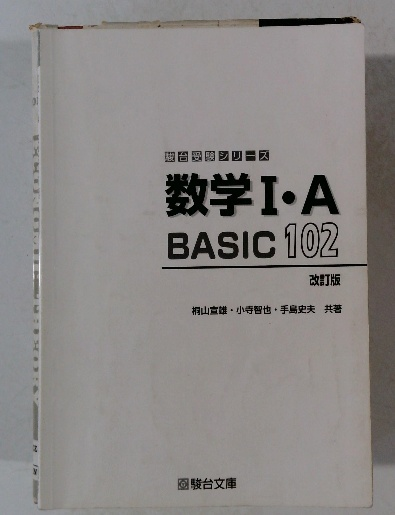 駿台受験シリーズ
数学I・A
BASIC 102
改訂版
桐山宣雄・小寺智也・手島史夫 共著
駿台文庫